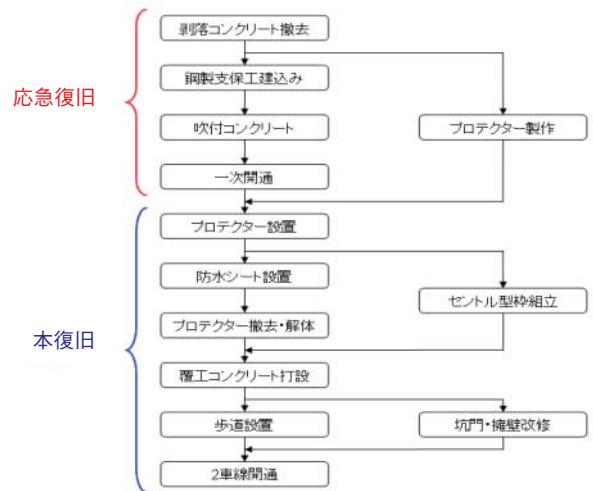 剥落コンクリート撤去
鋼製支保工建込み
応急復旧
吹付コンクリート
プロテクター製作
一次開通
プロテクター設置
防水シート設置
セントル型枠組立
プロテクター撤去・解体
本復旧
覆工コンクリート打設
歩道設置
坑門・擁壁改修
2車線開通